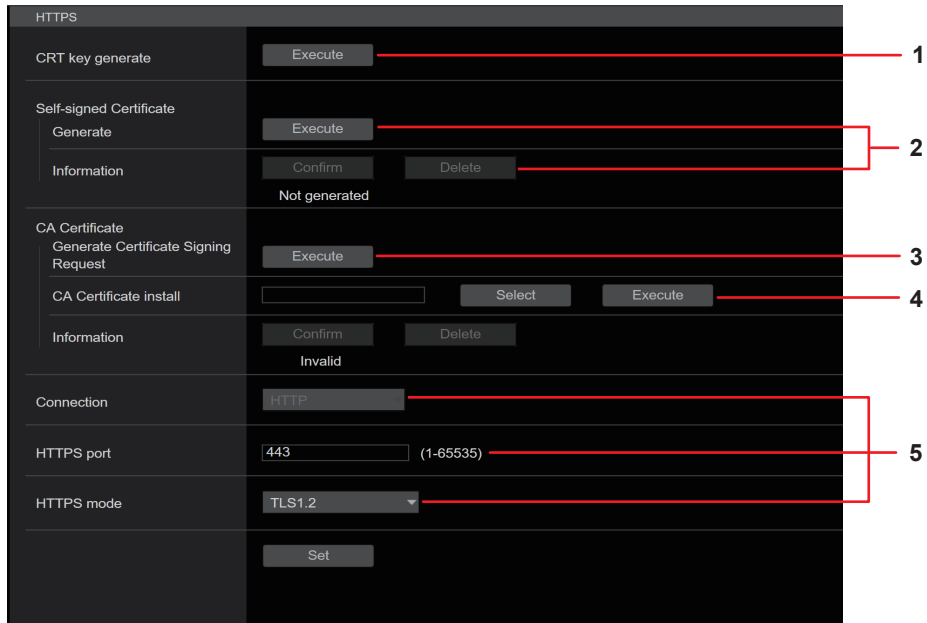 HTTPS
CRT key generate Execute 1
Self-signed Certificate
Generate Execute
2
Information Confirm Delete
Not generated
CA Certificate
Generate Certificate Signing
Request Execute 3
CA Certificate install Select Execute 4
Information Confirm Delete
Invalid
Connection HTTP
HTTPS port 443 (1-65535) 5
HTTPS mode TLS1.2
Set